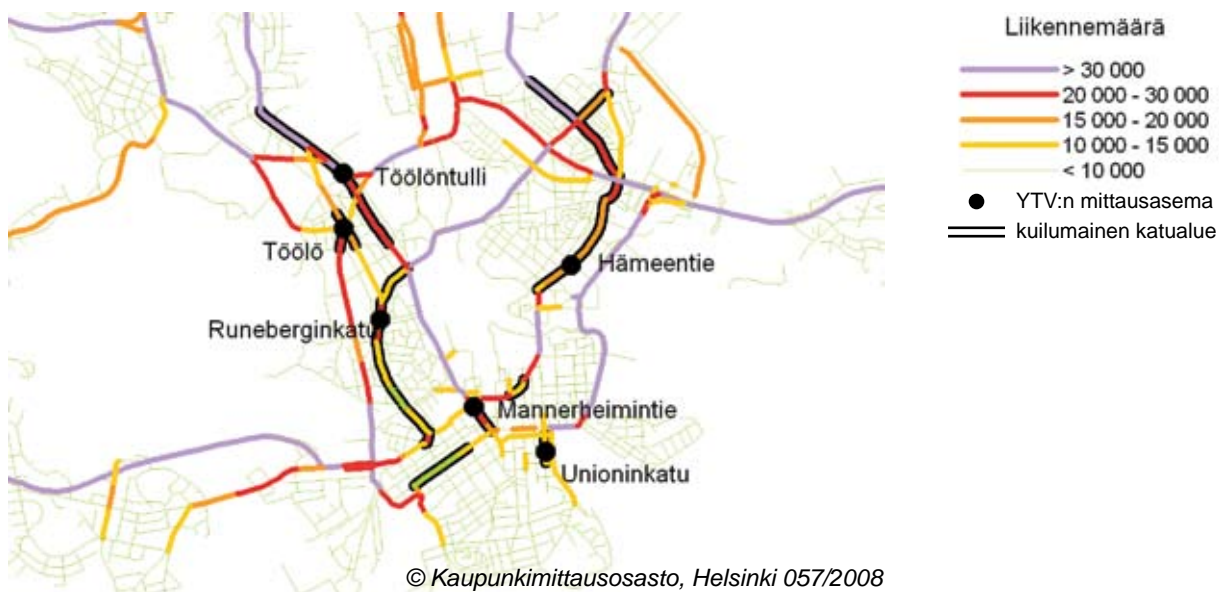 Liikennemäärä
> 30 000
20 000 - 30 000
15 000 - 20 000
10 000 - 15 000
< 10 000
YTV:n mittausasema
kuilumainen katualue
Töölöntulli
Töölö
Hämeentie
Runeberginkatu
Mannerheimintie
Unioninkatu
© Kaupunkimittausosasto, Helsinki 057/2008